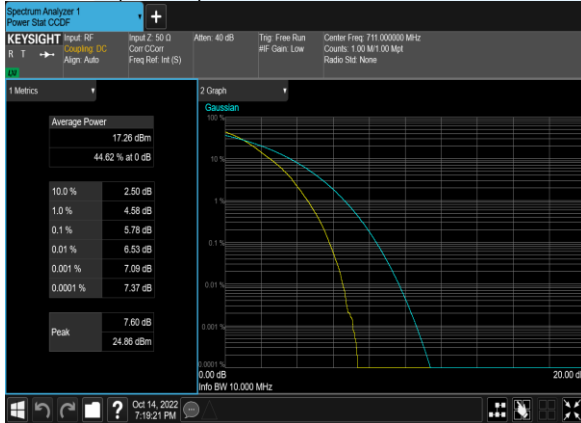 Spectrum Analyzer 1
Power Stat CCDF
+
KEYSIGHT
R T
Input: RF
Coupling: DC
Align: Auto
Input Z: 50 Ω
Corr CCorr
Freq Ref: Int (S)
Atten: 40 dB
Trig: Free Run
#IF Gain: Low
Center Freq: 711.000000 MHz
Counts: 1.00 M/1.00 Mpt
Radio Std: None
1 Metrics
Average Power
17.26 dBm
44.62 % at 0 dB
10.0 % 2.50 dB
1.0 % 4.58 dB
0.1 % 5.78 dB
0.01 % 6.53 dB
0.001 % 7.09 dB
0.0001 % 7.37 dB
Peak
7.60 dB
24.86 dBm
2 Graph
Gaussian
100 %
10 %
1 %
0.1 %
0.01 %
0.001 %
0.0001 %
0.00 dB
20.00 d
Info BW 10.000 MHz
?
Oct 14, 2022
7:19:21 PM